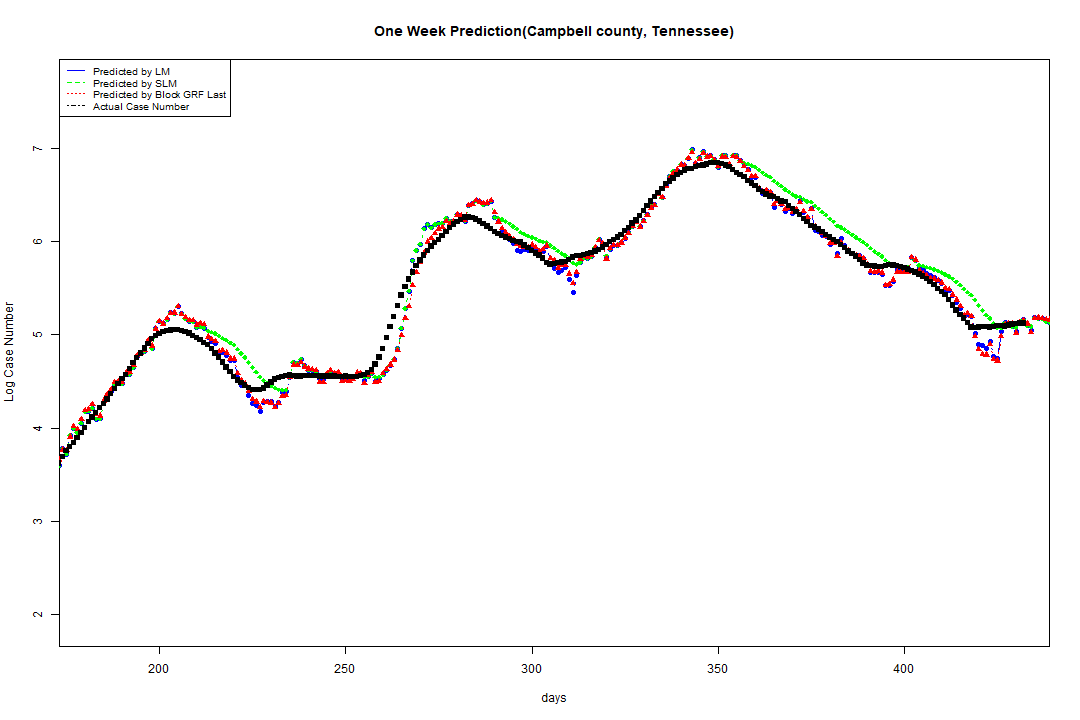 One Week Prediction(Campbell county, Tennessee)
Predicted by LM
Predicted by SLM
Predicted by Block GRF Last
Actual Case Number
Log Case Number
7
6
5
4
3
2
200 250 300 350 400
days